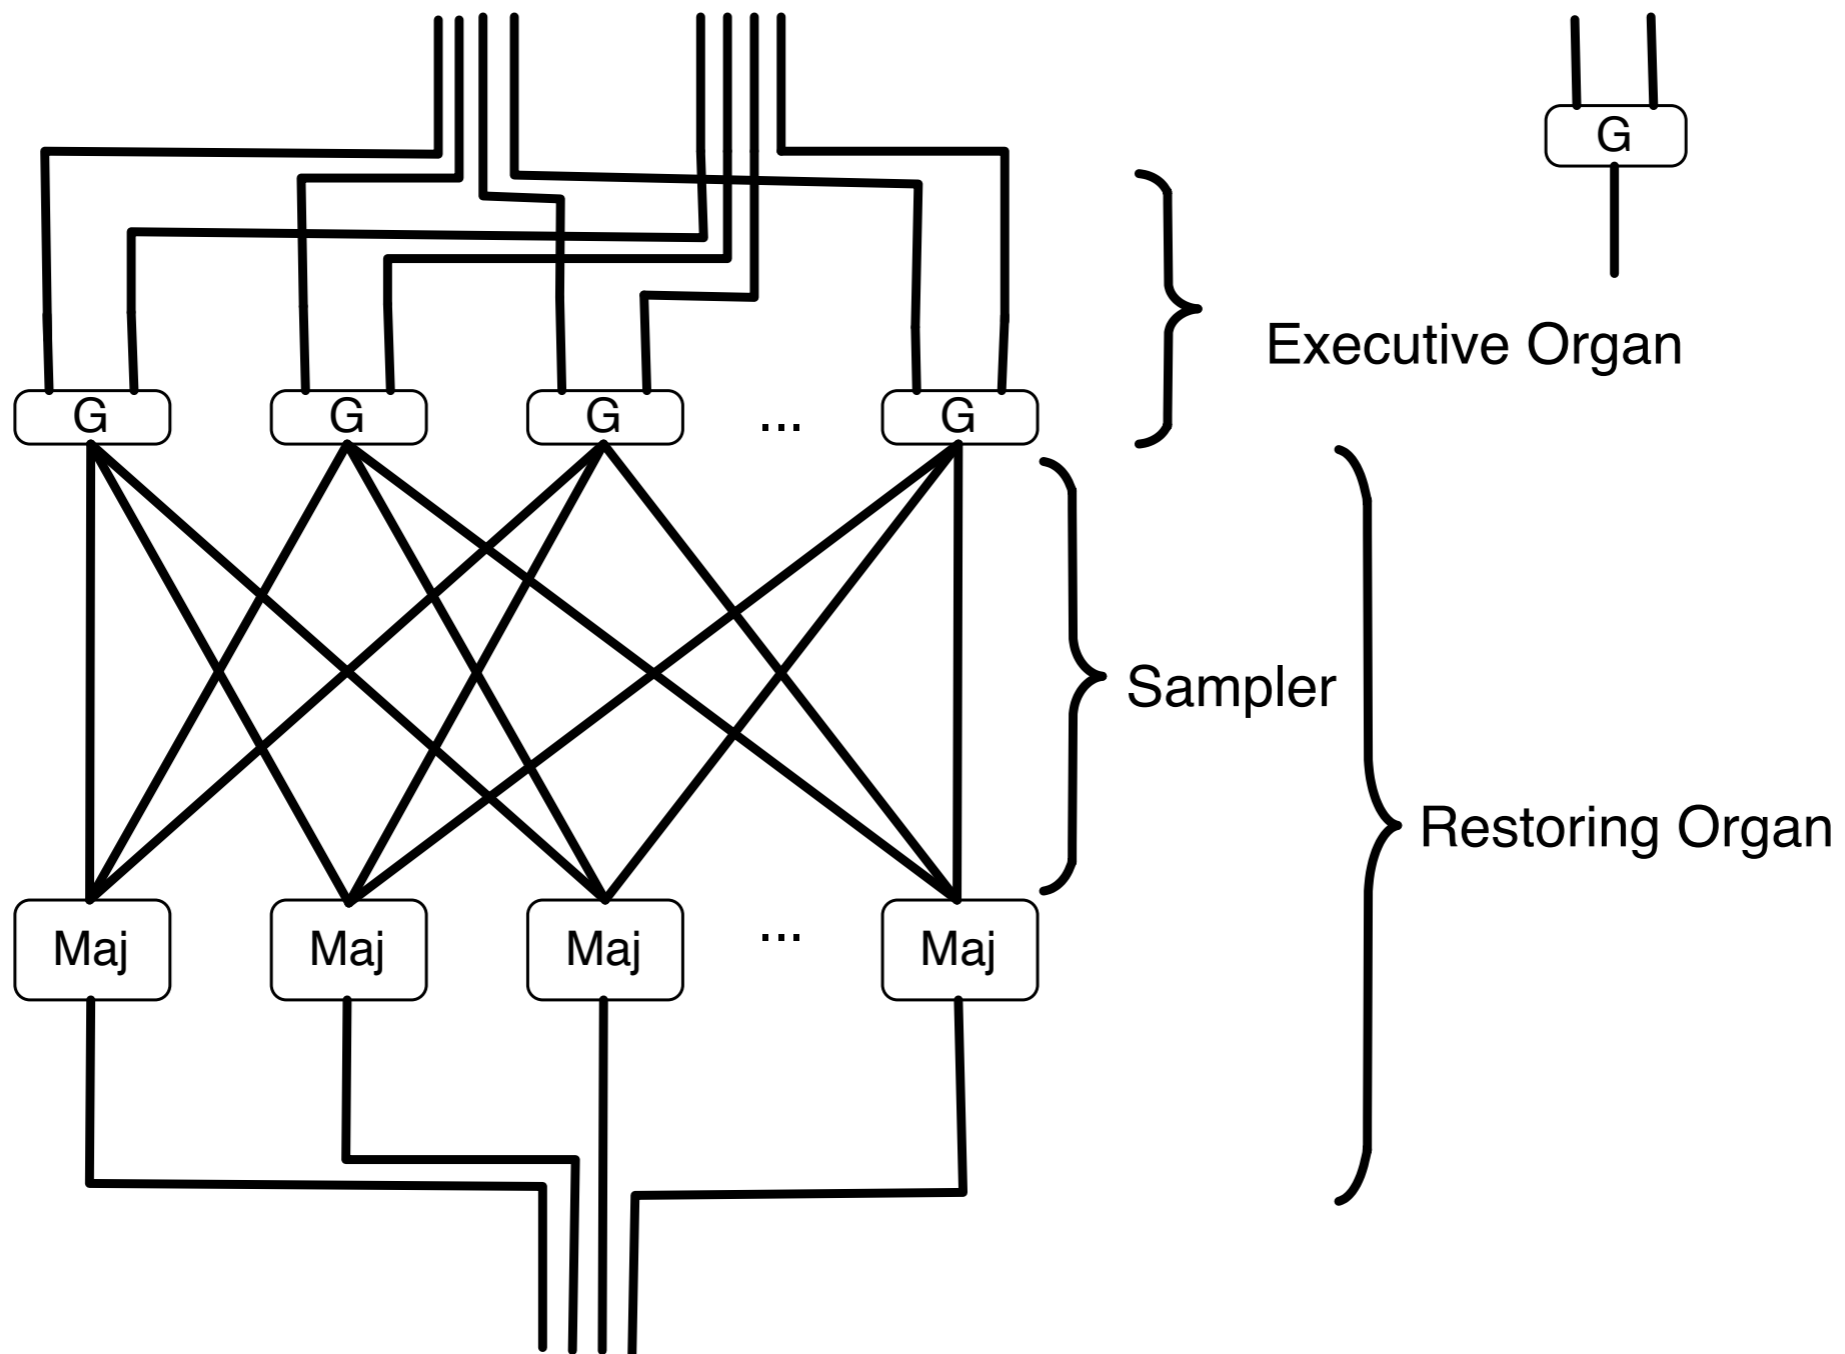 G
Executive Organ
G
G
G
...
G
Sampler
Restoring Organ
Maj
Maj
Maj
...
Maj